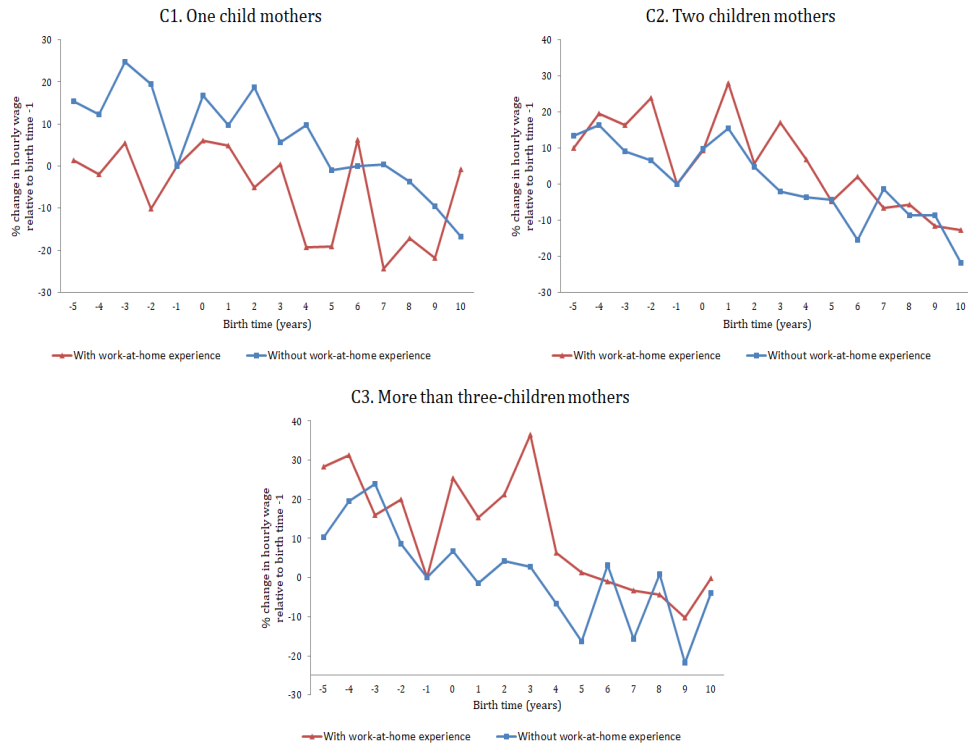 C1. One child mothers
% change in hourly wage
relative to birth time -1
30
20
10
0
-10
-20
-30
-5 -4 -3 -2 -1 0 1 2 3 4 5 6 7 8 9 10
Birth time (years)
With work-at-home experience Without work-at-home experience
C2. Two children mothers
% change in hourly wage
relative to birth time -1
40
30
20
10
0
-10
-20
-30
-5 -4 -3 -2 -1 0 1 2 3 4 5 6 7 8 9 10
Birth time (years)
With work-at-home experience Without work-at-home experience
C3. More than three-children mothers
% change in hourly wage
relative to birth time -1
40
30
20
10
0
-10
-20
-30
-5 -4 -3 -2 -1 0 1 2 3 4 5 6 7 8 9 10
Birth time (years)
With work-at-home experience Without work-at-home experience